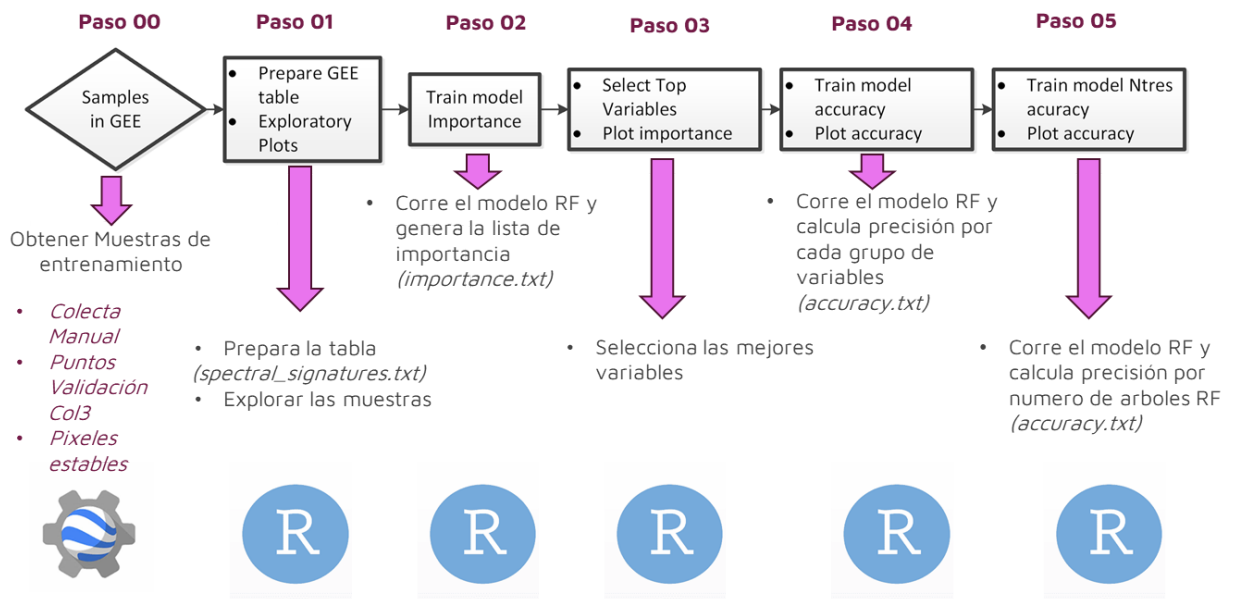 Paso 00
Paso 01
Paso 02
Paso 03
Paso 04
Paso 05
Samples
in GEE
• Prepare GEE
table
• Exploratory
Plots
Train model
Importance
• Select Top
Variables
• Plot importance
• Train model
accuracy
• Plot accuracy
• Train model Ntres
acuracy
• Plot accuracy
Obtener Muestras de
entrenamiento
• Colecta
Manual
• Puntos
Validación
Col3
• Pixeles
estables
• Prepara la tabla
(spectral_signatures.txt)
• Explorar las muestras
• Corre el modelo RF y
genera la lista de
importancia
(importance.txt)
• Selecciona las mejores
variables
• Corre el modelo RF y
calcula precisión por
cada grupo de
variables
(accuracy.txt)
• Corre el modelo RF y
calcula precisión por
numero de arboles RF
(accuracy.txt)
R
R
R
R
R